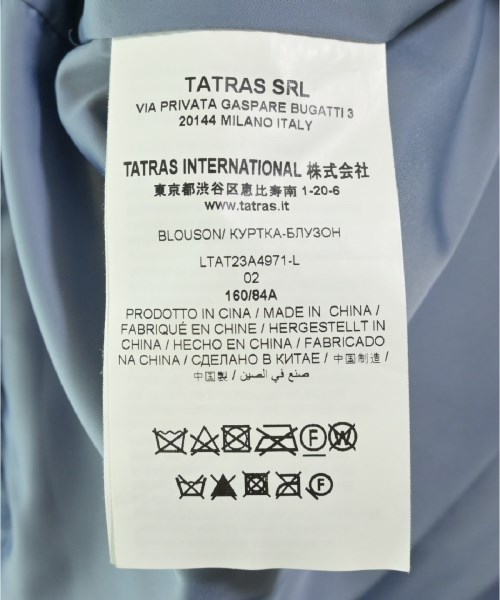 TATRAS SRL
VIA PRIVATA GASPARE BUGATTI 3
20144 MILANO ITALY
TATRAS INTERNATIONAL 株式会社
東京都渋谷区恵比寿南 1-20-6
www.tatras.it
BLOUSON/ КУРТКА-БЛУЗОН
LTAT23A4971-L
02
160/84A
PRODOTTO IN CINA / MADE IN CHINA /
FABRIQUÉ EN CHINE / HERGESTELLT IN
CHINA / HECHO EN CHINA / FABRICADO
NA CHINA / СДЕЛАНО В КИТАЕ / 中国制造 /
中国製 / صنع في الصين
F W
F